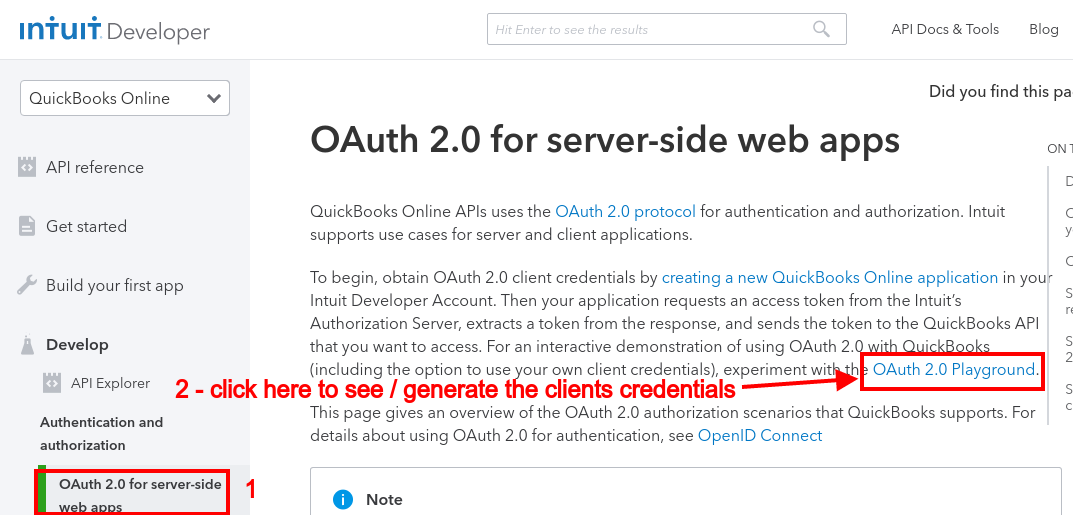 INTUIT Developer
Hit Enter to see the results
API Docs & Tools
Blog
QuickBooks Online
API reference
Get started
Build your first app
Develop
API Explorer
Authentication and
authorization
OAuth 2.0 for server-side
web apps
1
Did you find this pa
OAuth 2.0 for server-side web apps
QuickBooks Online APIs uses the OAuth 2.0 protocol for authentication and authorization. Intuit
supports use cases for server and client applications.
To begin, obtain OAuth 2.0 client credentials by creating a new QuickBooks Online application in your
Intuit Developer Account. Then your application requests an access token from the Intuit's
Authorization Server, extracts a token from the response, and sends the token to the QuickBooks API
that you want to access. For an interactive demonstration of using OAuth 2.0 with QuickBooks
(including the option to use your own client credentials), experiment with the OAuth 2.0 Playground.
2 - click here to see / generate the clients credentials
This page gives an overview of the OAuth 2.0 authorization scenarios that QuickBooks supports. For
details about using OAuth 2.0 for authentication, see OpenID Connect
Note
ON T
D
C
y
C
S
re
S
2
S
c